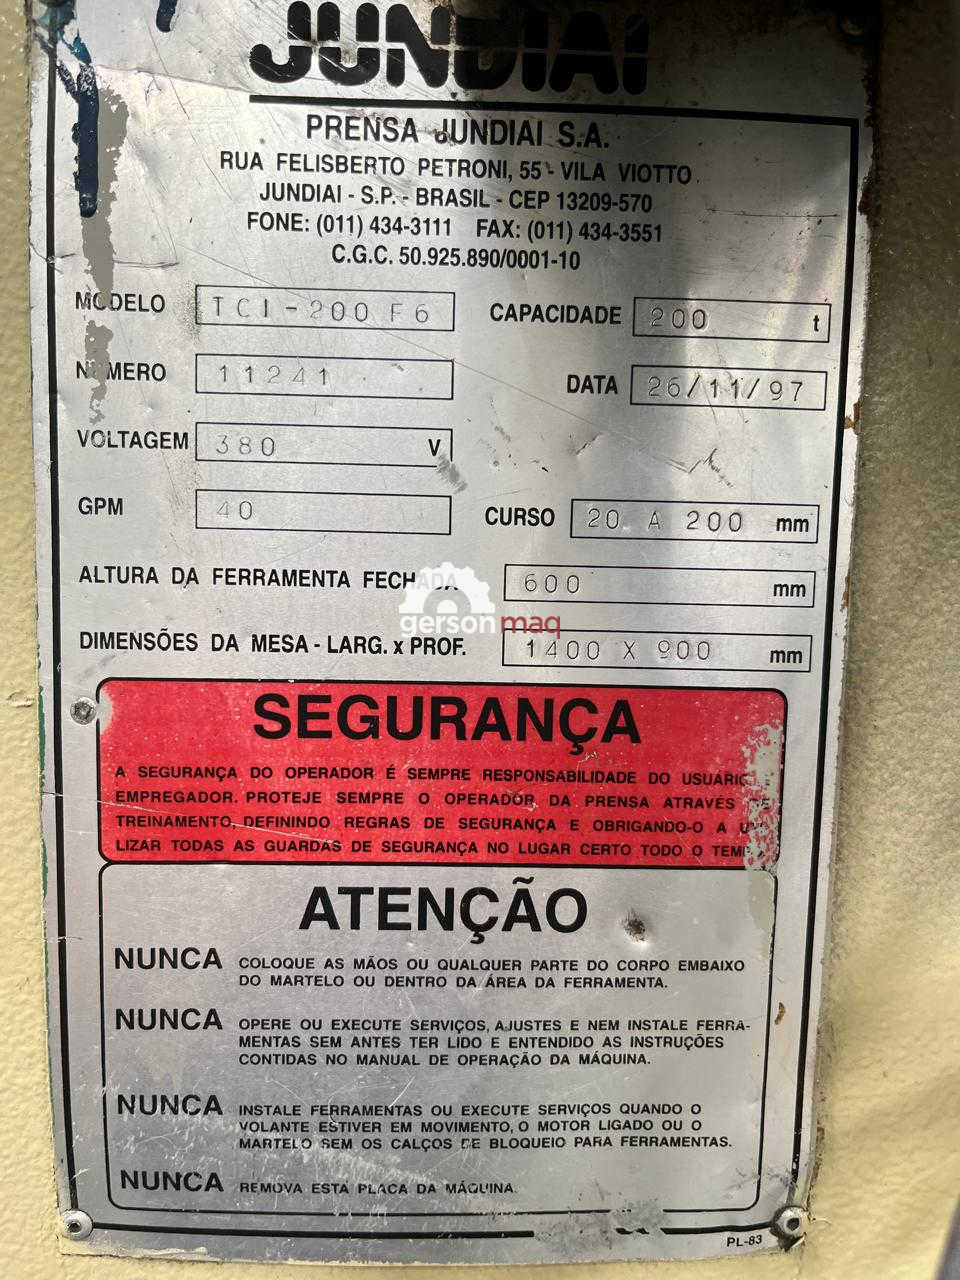 JUNDIAI
PRENSA JUNDIAI S.A.
RUA FELISBERTO PETRONI, 55 - VILA VIOTTO
JUNDIAI - S.P. - BRASIL - CEP 13209-570
FONE: (011) 434-3111 FAX: (011) 434-3551
C.G.C. 50.925.890/0001-10
MODELO TCI-200 F6 CAPACIDADE 200 t
NÚMERO 11241 DATA 26/11/97
VOLTAGEM 380 V
GPM 40 CURSO 20 A 200 mm
ALTURA DA FERRAMENTA FECHADA 600 mm
gerson maq
DIMENSÕES DA MESA - LARG. x PROF. 1400 X 900 mm
SEGURANÇA
A SEGURANÇA DO OPERADOR É SEMPRE RESPONSABILIDADE DO USUÁRIO
EMPREGADOR. PROTEJE SEMPRE O OPERADOR DA PRENSA ATRAVÉS
TREINAMENTO, DEFININDO REGRAS DE SEGURANÇA E OBRIGANDO-O A
LIZAR TODAS AS GUARDAS DE SEGURANÇA NO LUGAR CERTO TODO O TEMPO
ATENÇÃO
NUNCA COLOQUE AS MÃOS OU QUALQUER PARTE DO CORPO EMBAIXO
DO MARTELO OU DENTRO DA ÁREA DA FERRAMENTA.
NUNCA OPERE OU EXECUTE SERVIÇOS, AJUSTES E NEM INSTALE FERRA-
MENTAS SEM ANTES TER LIDO E ENTENDIDO AS INSTRUÇÕES
CONTIDAS NO MANUAL DE OPERAÇÃO DA MÁQUINA.
NUNCA INSTALE FERRAMENTAS OU EXECUTE SERVIÇOS QUANDO O
VOLANTE ESTIVER EM MOVIMENTO, O MOTOR LIGADO OU O
MARTELO SEM OS CALÇOS DE BLOQUEIO PARA FERRAMENTAS.
NUNCA REMOVA ESTA PLACA DA MÁQUINA.
PL-83